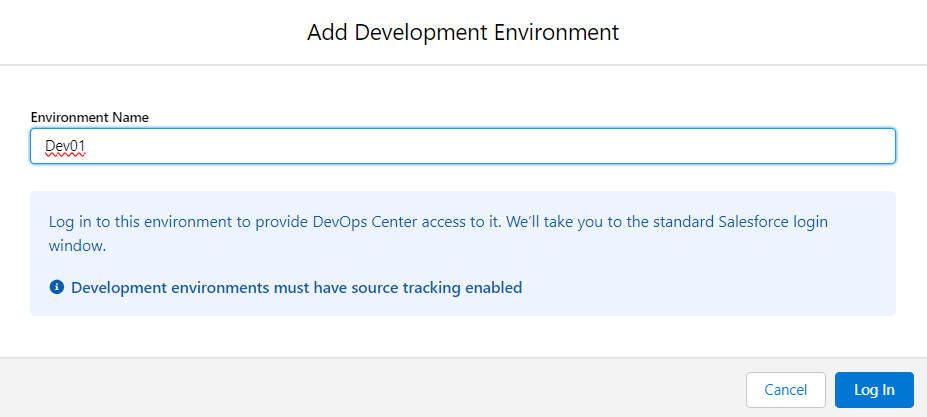 Add Development Environment
Environment Name
Dev01
Log in to this environment to provide DevOps Center access to it. We'll take you to the standard Salesforce login
window.
Development environments must have source tracking enabled
Cancel
Log In